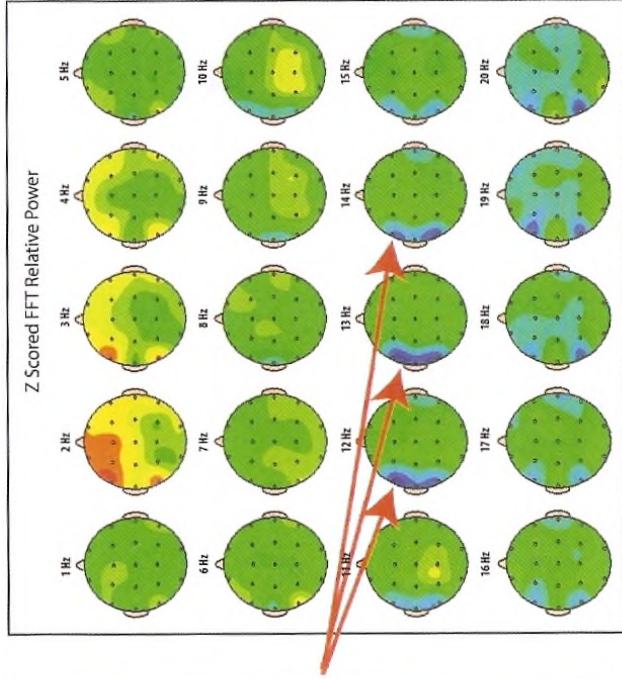 Z Scored FFT Relative Power
1 Hz 2 Hz 3 Hz 4 Hz 5 Hz
6 Hz 7 Hz 8 Hz 9 Hz 10 Hz
11 Hz 12 Hz 13 Hz 14 Hz 15 Hz
16 Hz 17 Hz 18 Hz 19 Hz 20 Hz